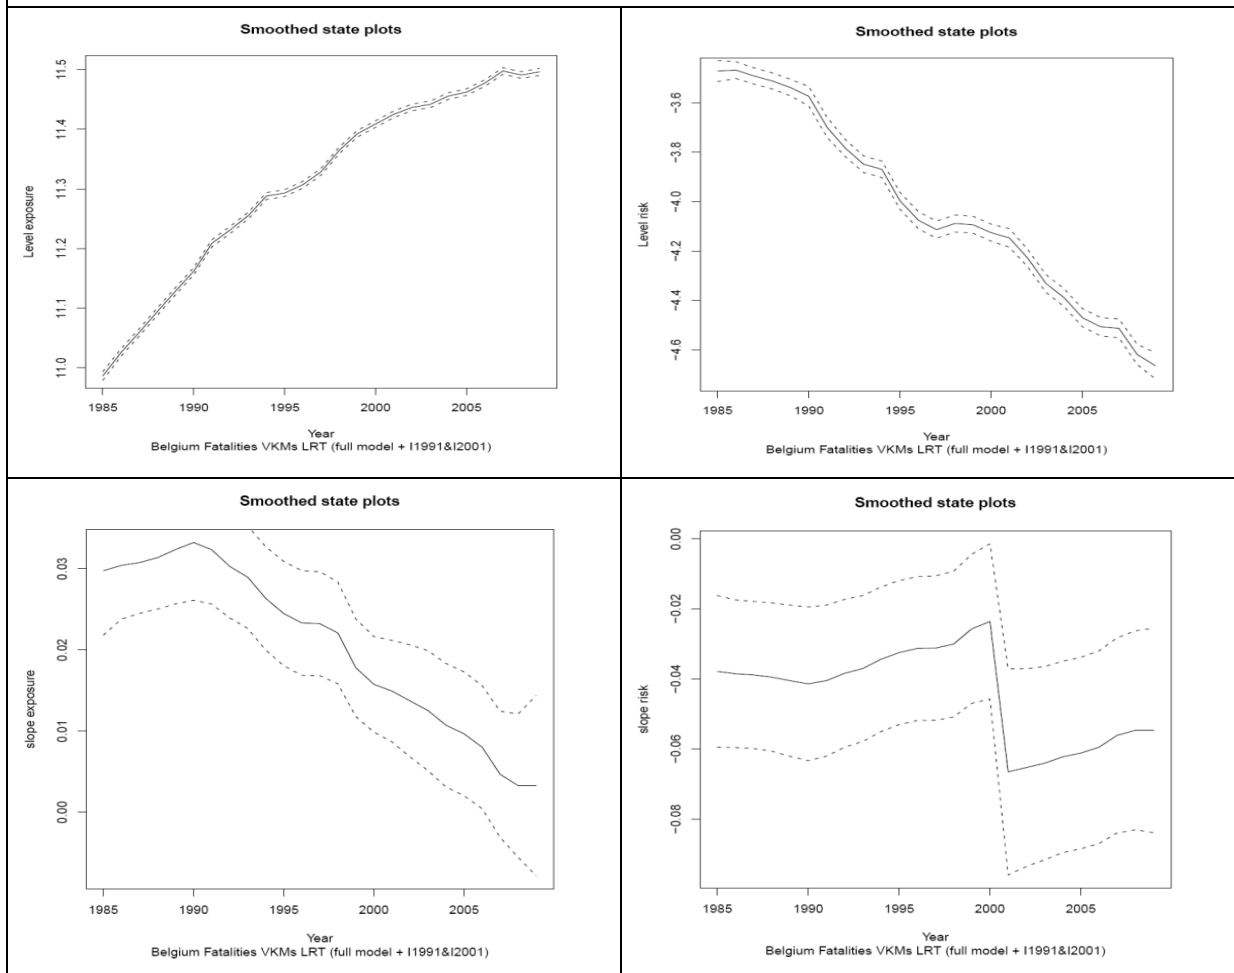 Smoothed state plots
Level exposure
11.5
11.4
11.3
11.2
11.1
11.0
1985 1990 1995 2000 2005
Year
Belgium Fatalities VKMs LRT (full model + I1991&I2001)
Smoothed state plots
Level risk
−3.6
−3.8
−4.0
−4.2
−4.4
−4.6
1985 1990 1995 2000 2005
Year
Belgium Fatalities VKMs LRT (full model + I1991&I2001)
Smoothed state plots
slope exposure
0.03
0.02
0.01
0.00
1985 1990 1995 2000 2005
Year
Belgium Fatalities VKMs LRT (full model + I1991&I2001)
Smoothed state plots
slope risk
0.00
−0.02
−0.04
−0.06
−0.08
1985 1990 1995 2000 2005
Year
Belgium Fatalities VKMs LRT (full model + I1991&I2001)